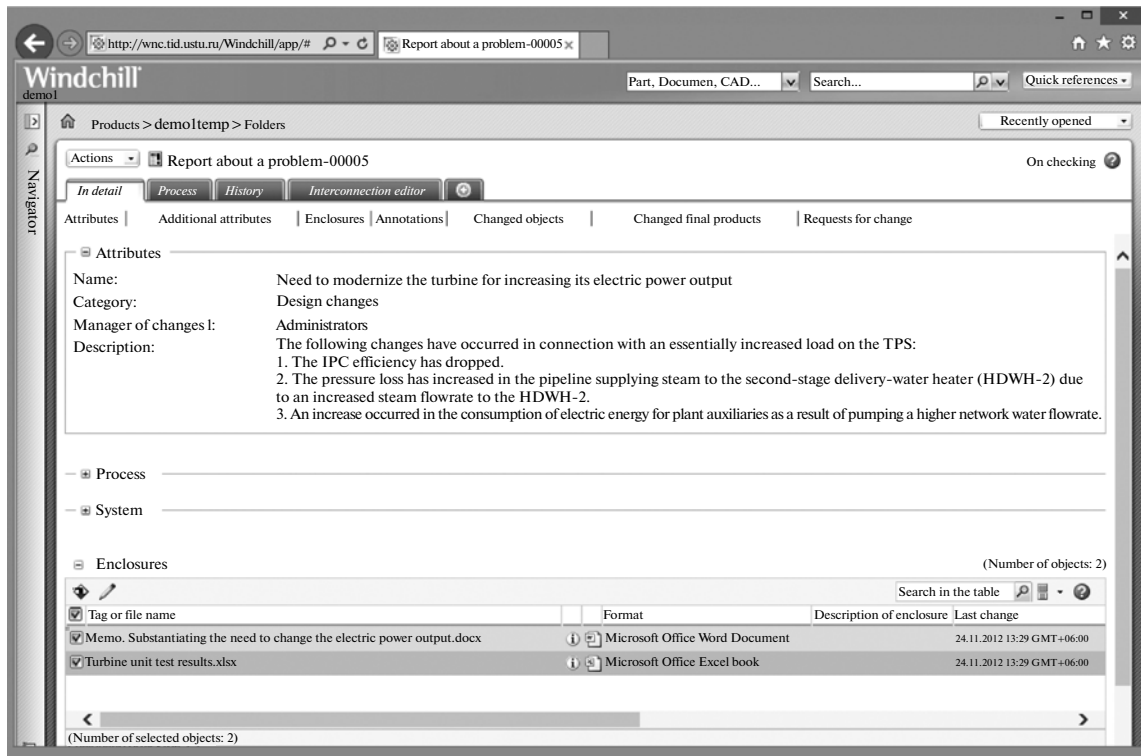 http://wnc.tid.ustu.ru/Windchill/app/#
Report about a problem-00005
Windchill
demo1
Part, Documen, CAD...
Search...
Quick references
Products > demo1temp > Folders
Recently opened
Navigator
Actions
Report about a problem-00005
On checking
In detail
Process
History
Interconnection editor
Attributes
Additional attributes
Enclosures
Annotations
Changed objects
Changed final products
Requests for change
Attributes
Name: Need to modernize the turbine for increasing its electric power output
Category: Design changes
Manager of changes l: Administrators
Description: The following changes have occurred in connection with an essentially increased load on the TPS:
1. The IPC efficiency has dropped.
2. The pressure loss has increased in the pipeline supplying steam to the second-stage delivery-water heater (HDWH-2) due
to an increased steam flowrate to the HDWH-2.
3. An increase occurred in the consumption of electric energy for plant auxiliaries as a result of pumping a higher network water flowrate.
Process
System
Enclosures
(Number of objects: 2)
Search in the table
Tag or file name Format Description of enclosure Last change
Memo. Substantiating the need to change the electric power output.docx Microsoft Office Word Document 24.11.2012 13:29 GMT+06:00
Turbine unit test results.xlsx Microsoft Office Excel book 24.11.2012 13:29 GMT+06:00
(Number of selected objects: 2)